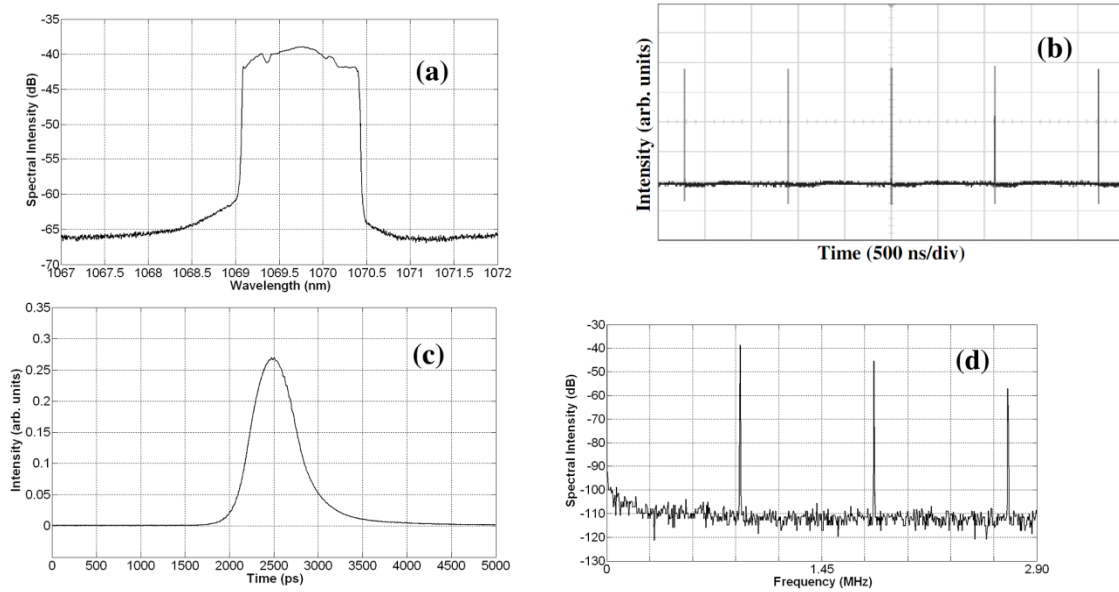 -35
-40
-45
-50
-55
-60
-65
-70
Spectral Intensity (dB)
(a)
1067 1067.5 1068 1068.5 1069 1069.5 1070 1070.5 1071 1071.5 1072
Wavelength (nm)
(b)
Intensity (arb. units)
Time (500 ns/div)
0.35
0.3
0.25
0.2
0.15
0.1
0.05
0
Intensity (arb. units)
(c)
0 500 1000 1500 2000 2500 3000 3500 4000 4500 5000
Time (ps)
-30
-40
-50
-60
-70
-80
-90
-100
-110
-120
-130
Spectral Intensity (dB)
(d)
0 1.45 2.90
Frequency (MHz)